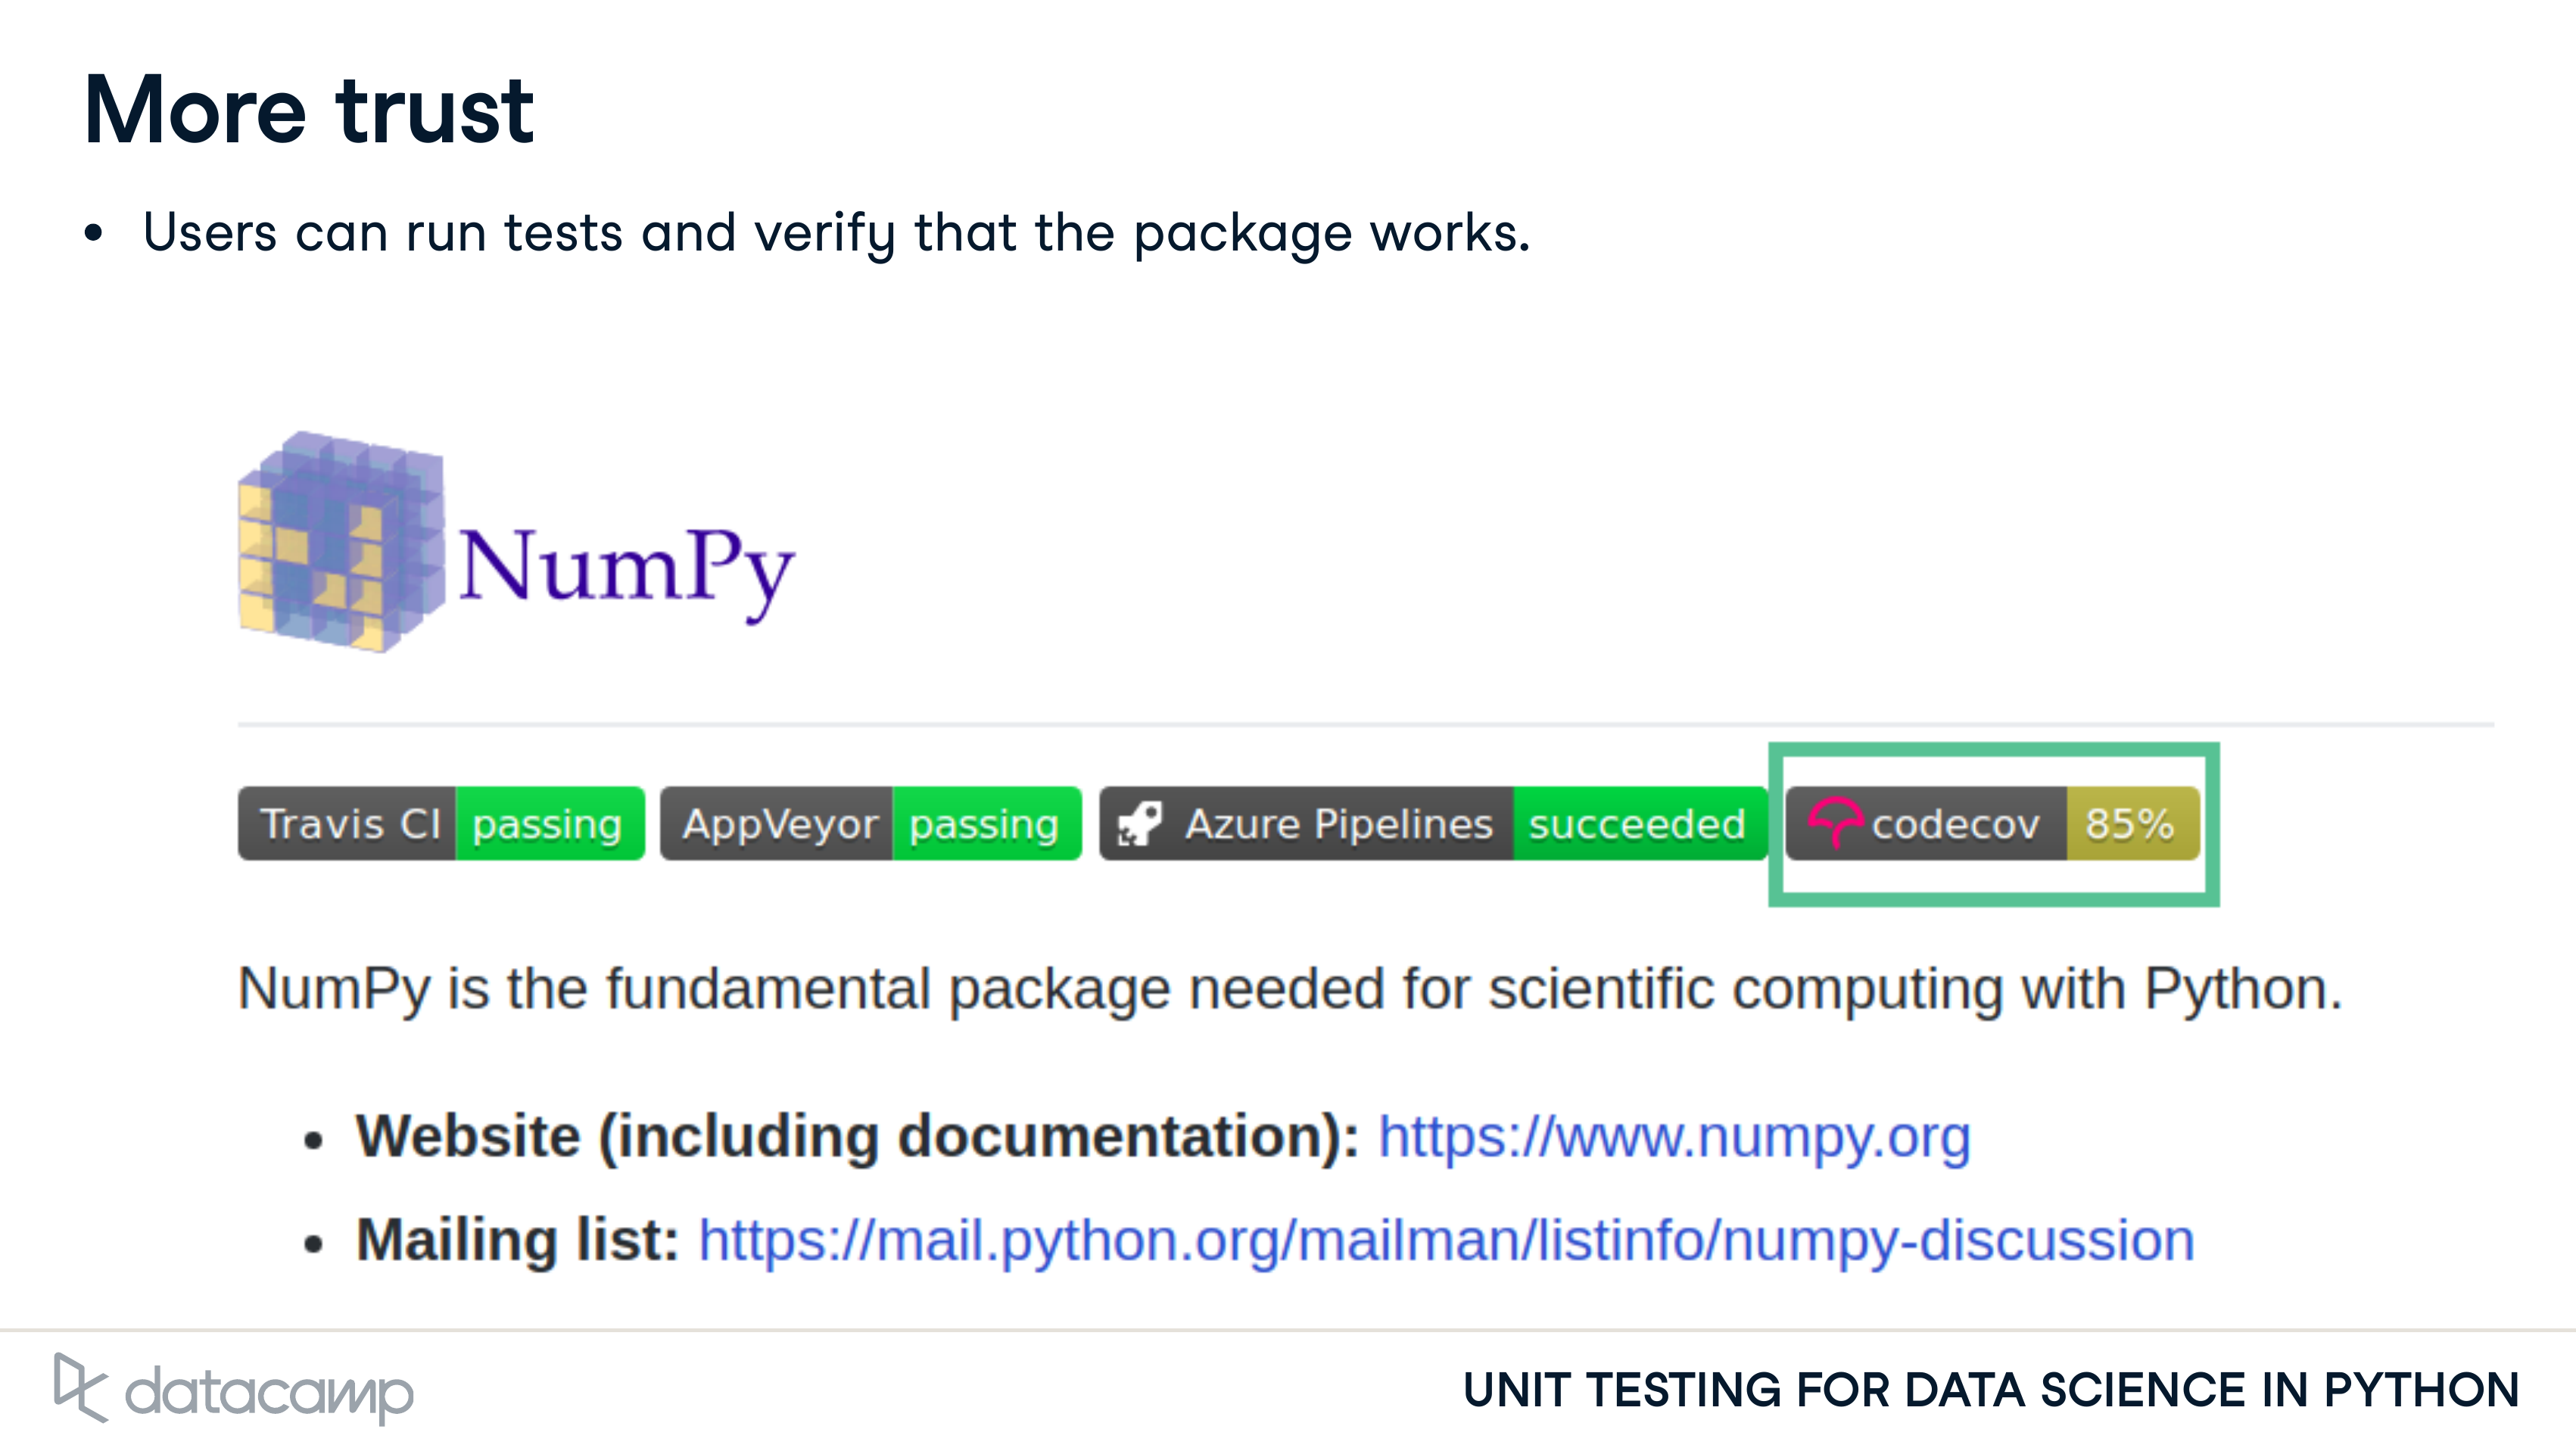 More trust
• Users can run tests and verify that the package works.
NumPy
Travis CI passing AppVeyor passing Azure Pipelines succeeded codecov 85%
NumPy is the fundamental package needed for scientific computing with Python.
• Website (including documentation): https://www.numpy.org
• Mailing list: https://mail.python.org/mailman/listinfo/numpy-discussion
datacamp UNIT TESTING FOR DATA SCIENCE IN PYTHON